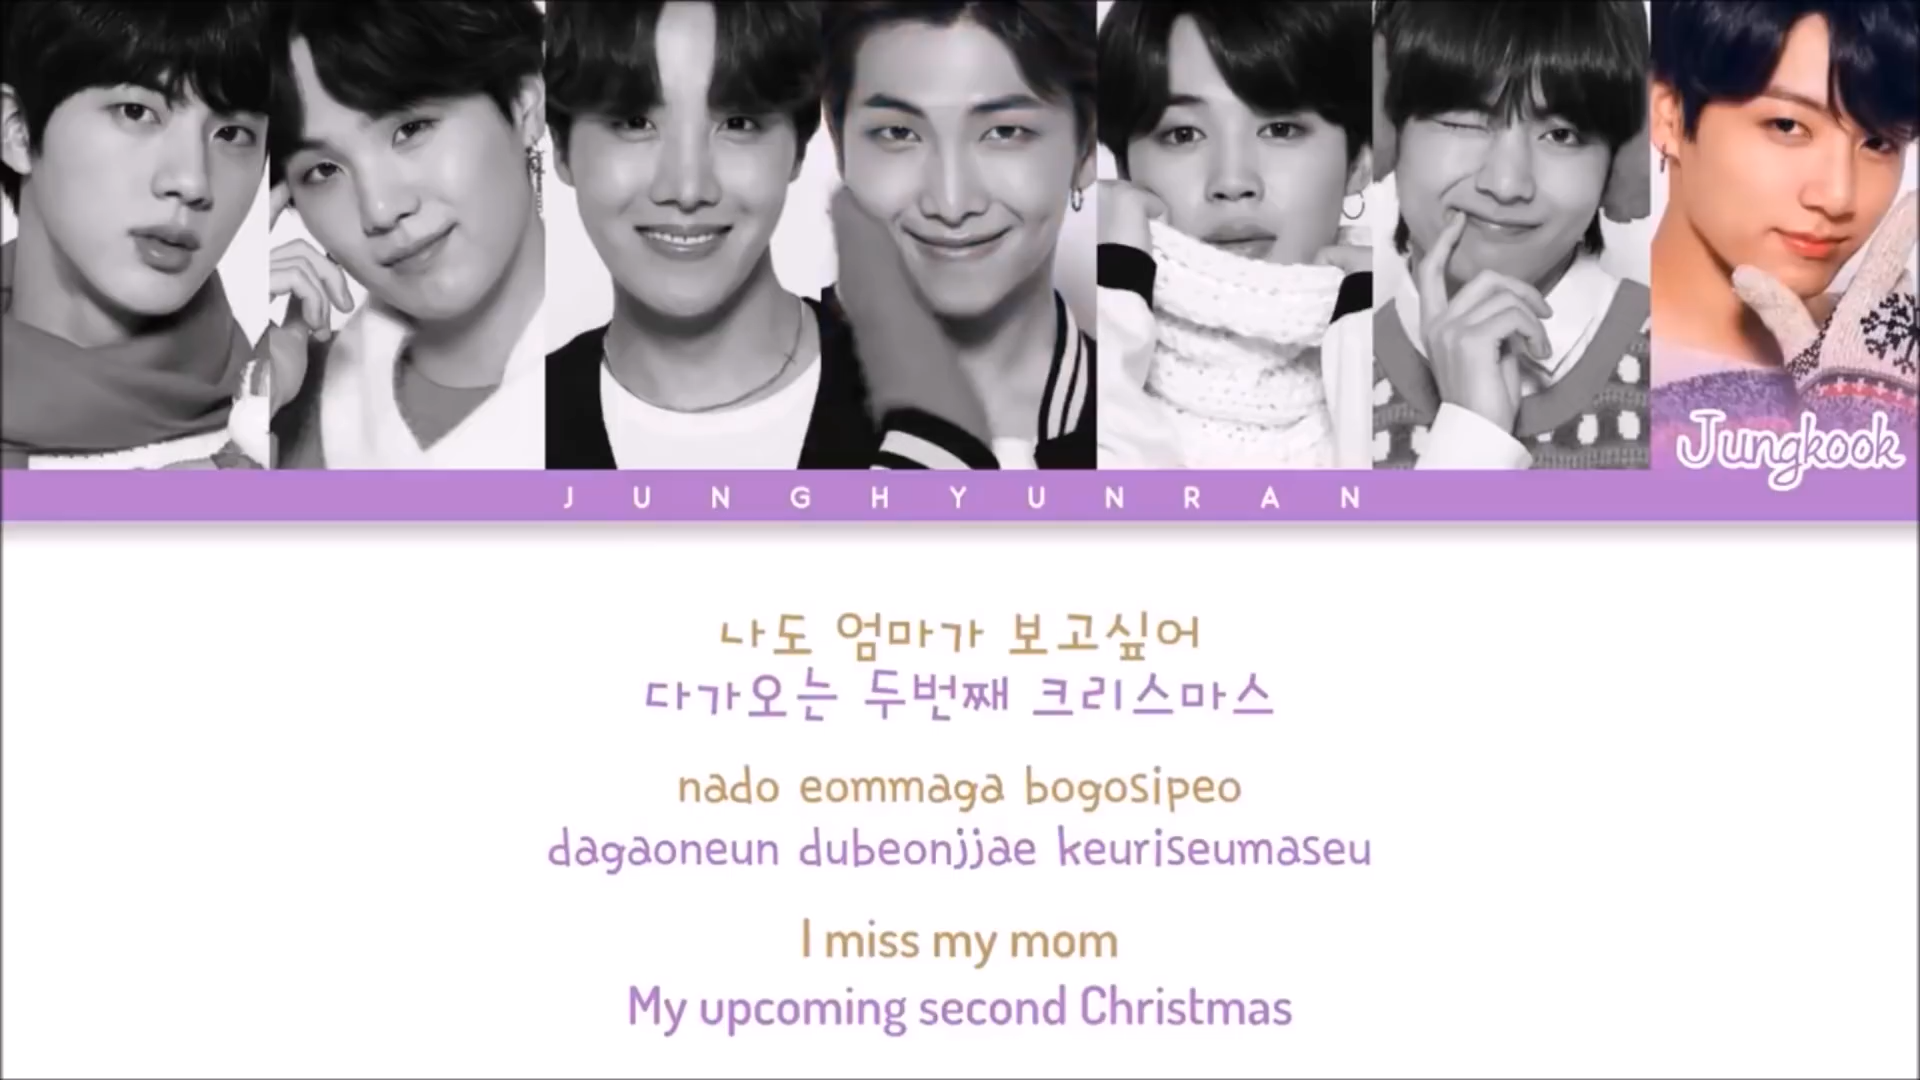 Jungkook
JUNGHYUNRAN
나도 엄마가 보고싶어
다가오는 두번째 크리스마스
nado eommaga bogosipeo
dagaoneun dubeonjjae keuriseumaseu
I miss my mom
My upcoming second Christmas